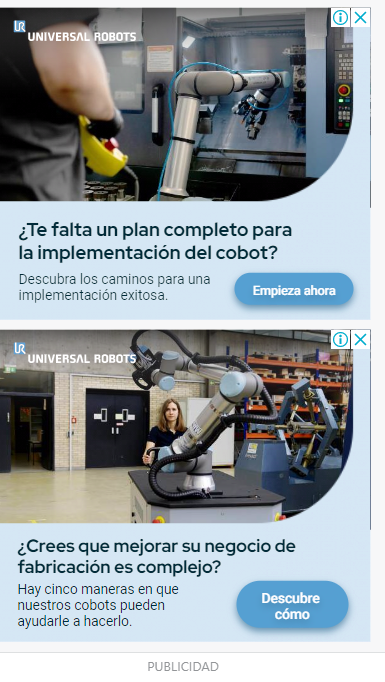 UNIVERSAL ROBOTS
¿Te falta un plan completo para
la implementación del cobot?
Descubra los caminos para una
implementación exitosa.
Empieza ahora
UNIVERSAL ROBOTS
¿Crees que mejorar su negocio de
fabricación es complejo?
Hay cinco maneras en que
nuestros cobots pueden
ayudarle a hacerlo.
Descubre
cómo
PUBLICIDAD